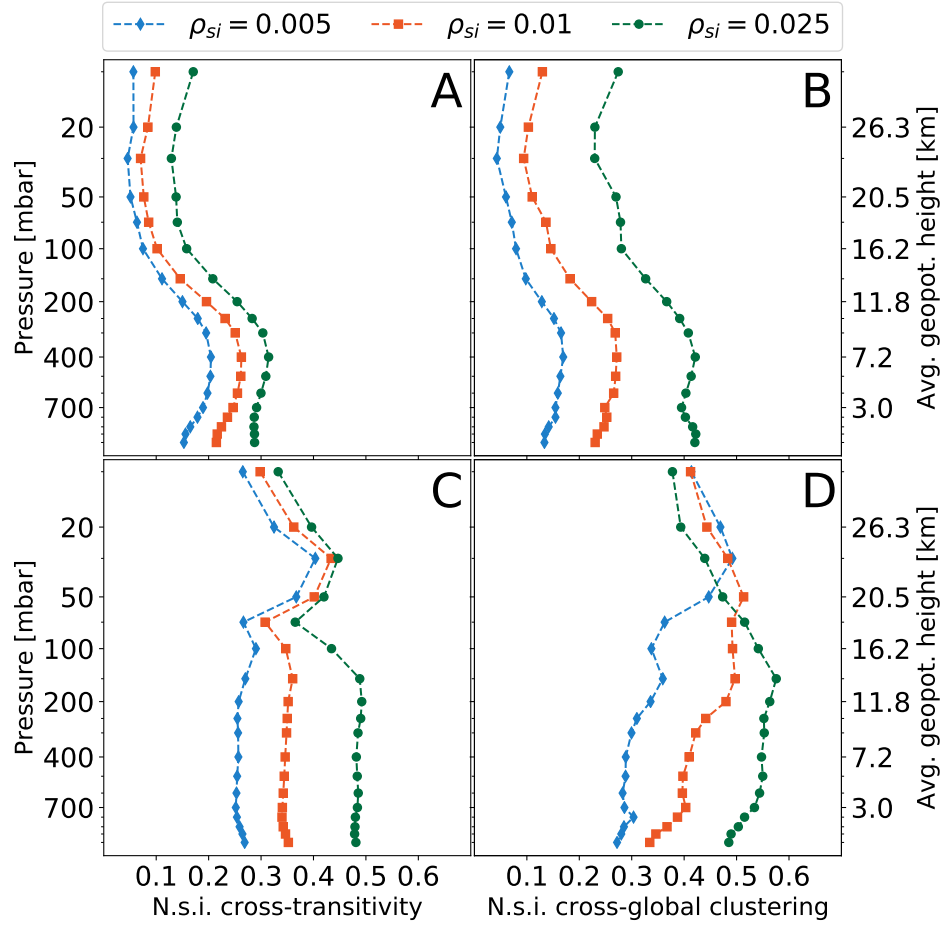 ρsi = 0.005 ρsi = 0.01 ρsi = 0.025
A
B
20
50
100
200
400
700
Pressure [mbar]
26.3
20.5
16.2
11.8
7.2
3.0
Avg. geopot. height [km]
C
D
20
50
100
200
400
700
Pressure [mbar]
26.3
20.5
16.2
11.8
7.2
3.0
Avg. geopot. height [km]
0.1 0.2 0.3 0.4 0.5 0.6
N.s.i. cross-transitivity
0.1 0.2 0.3 0.4 0.5 0.6
N.s.i. cross-global clustering